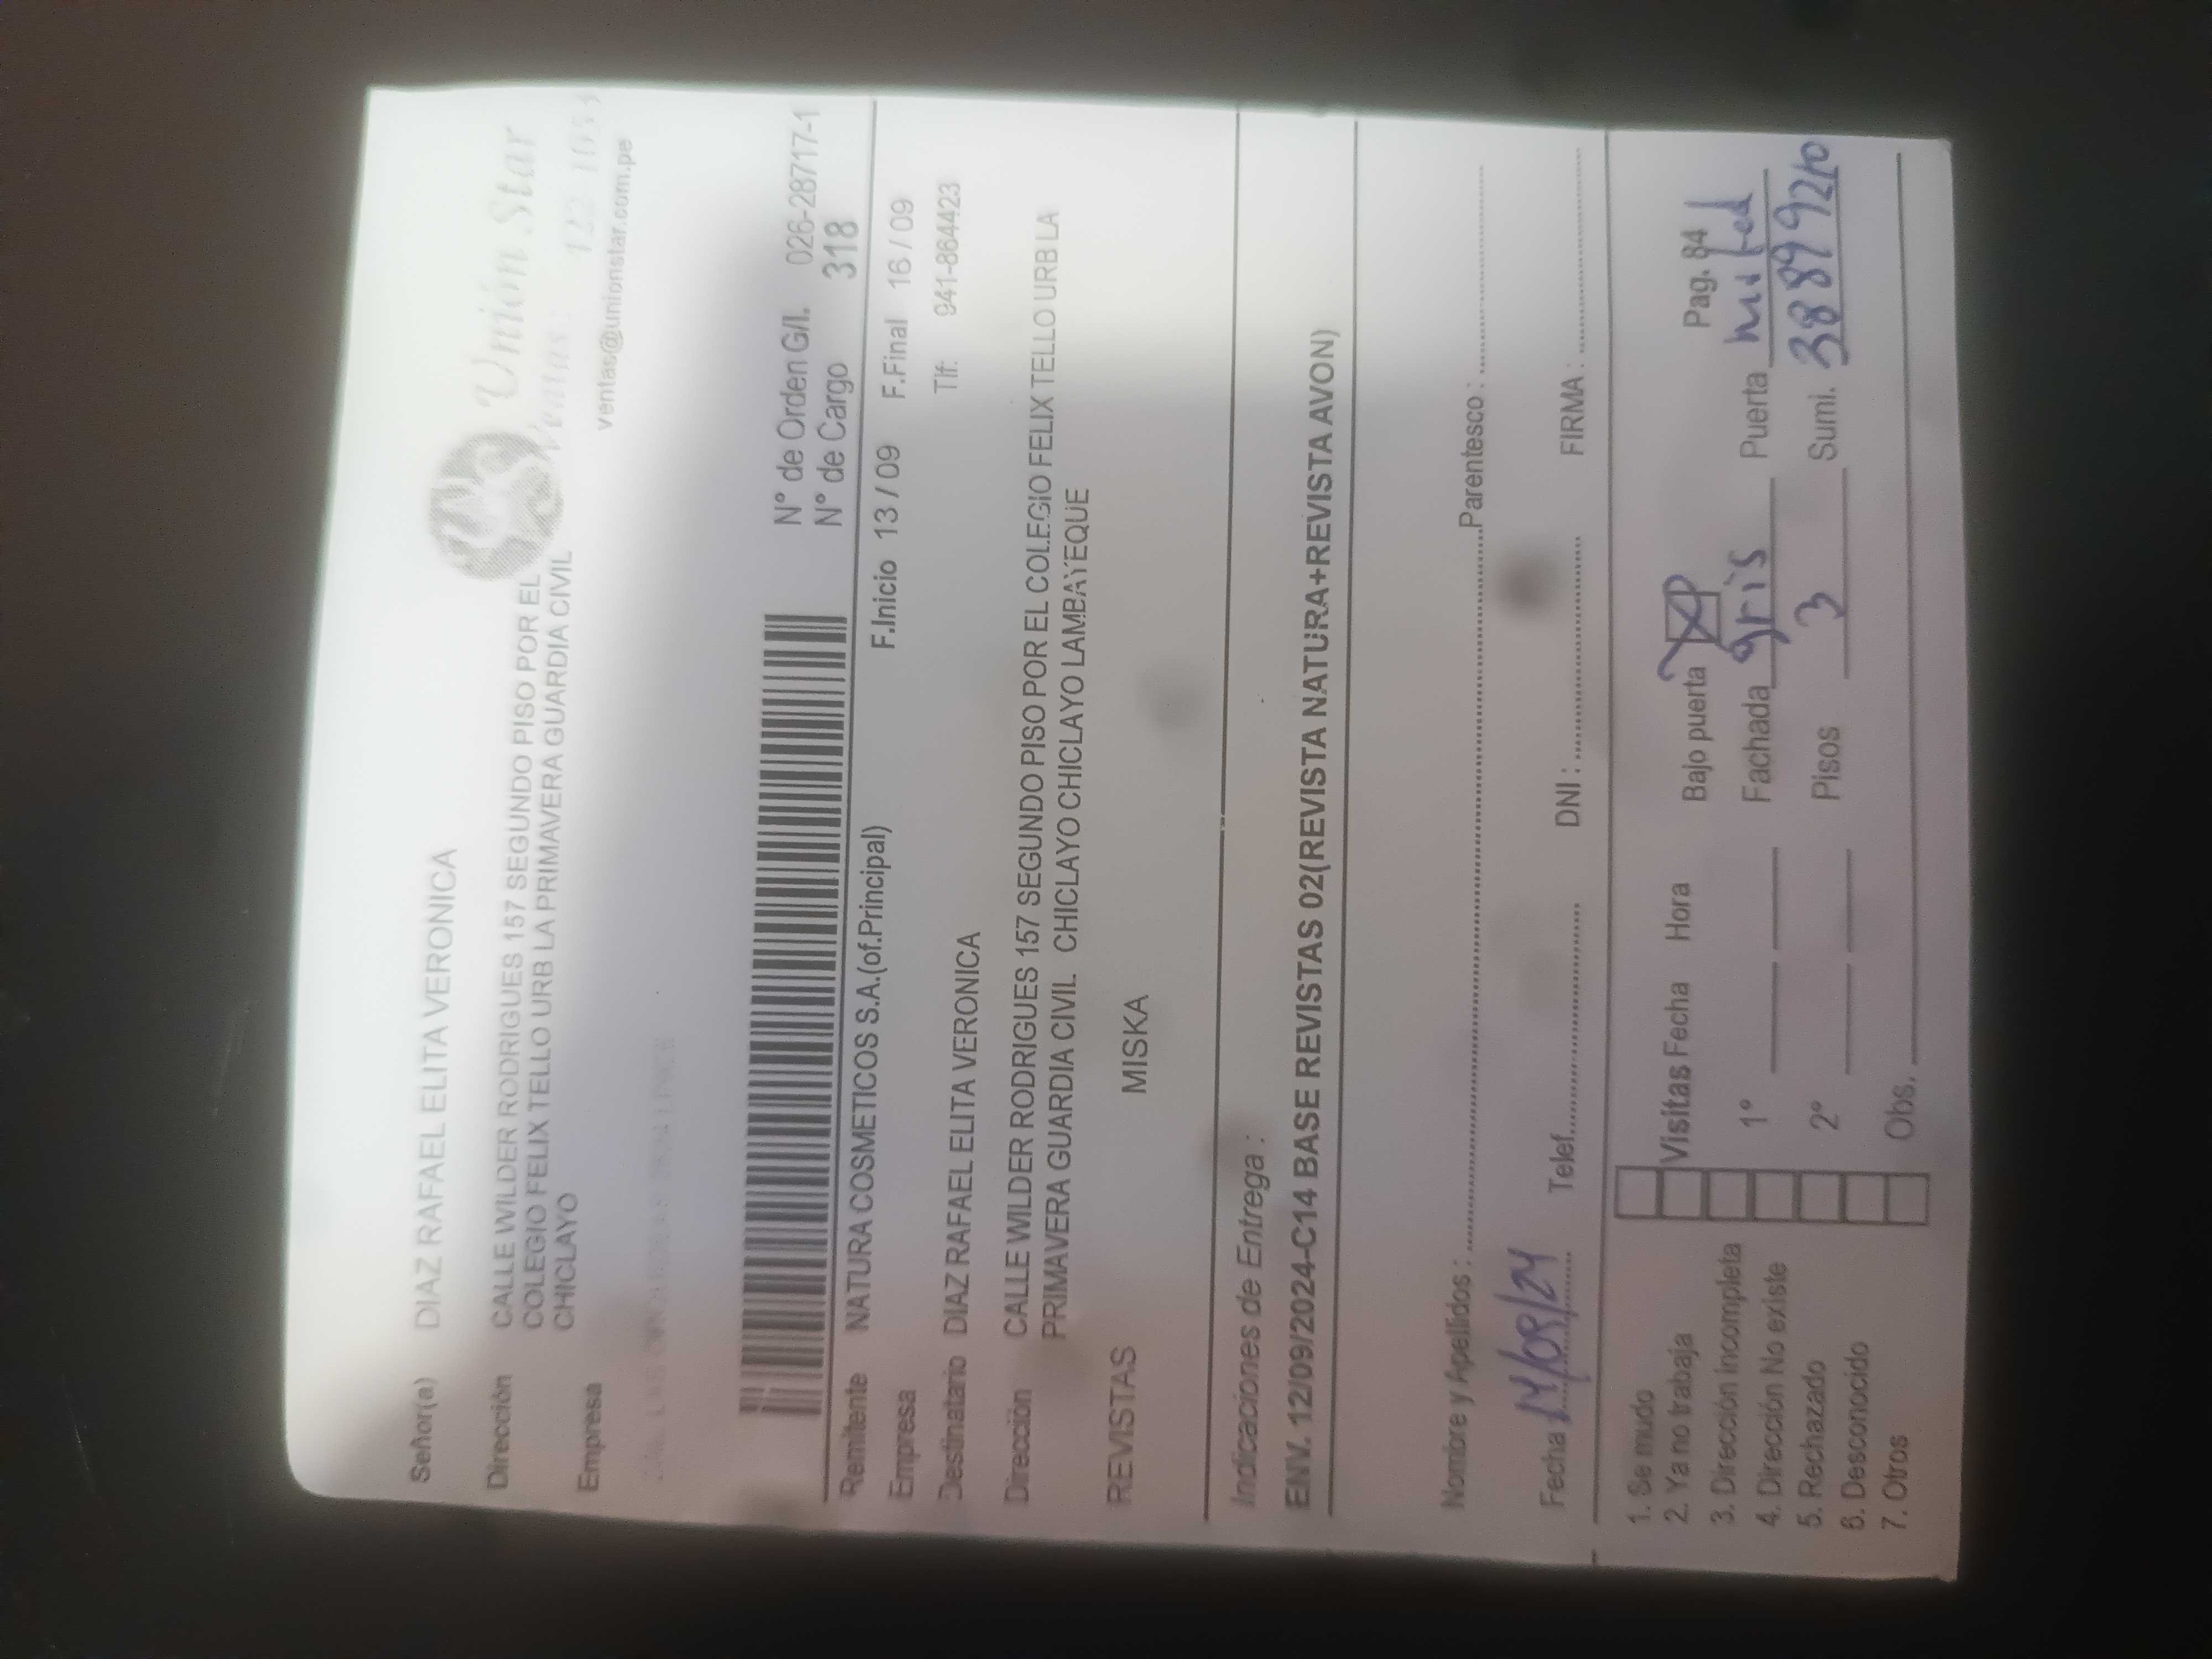 Señor(a) DIAZ RAFAEL ELITA VERONICA
Unión Star
Dirección CALLE WILDER RODRIGUES 157 SEGUNDO PISO POR EL
COLEGIO FELIX TELLO URB LA PRIMAVERA GUARDIA CIVIL
CHICLAYO
ventas@unionstar.com.pe
Empresa
N° de Orden G/I. 026-28717-1
N° de Cargo 318
Remitente NATURA COSMETICOS S.A.(of.Principal)
Empresa F.Inicio 13 / 09 F.Final 16 / 09
Destinatario DIAZ RAFAEL ELITA VERONICA Tlf: 941-864423
Dirección CALLE WILDER RODRIGUES 157 SEGUNDO PISO POR EL COLEGIO FELIX TELLO URB LA
PRIMAVERA GUARDIA CIVIL CHICLAYO CHICLAYO LAMBAYEQUE
REVISTAS MISKA
Indicaciones de Entrega :
ENV. 12/09/2024-C14 BASE REVISTAS 02(REVISTA NATURA+REVISTA AVON)
Nombre y Apellidos : Parentesco :
Fecha 14/09/24 Telef. DNI : FIRMA :
1. Se mudo
2. Ya no trabaja Visitas Fecha Hora Bajo puerta X Pag. 84
3. Dirección incompleta 1° Fachada gris Puerta
4. Dirección No existe
5. Rechazado 2° Pisos 3 Sumi. 38899210
6. Desconocido
7. Otros Obs.